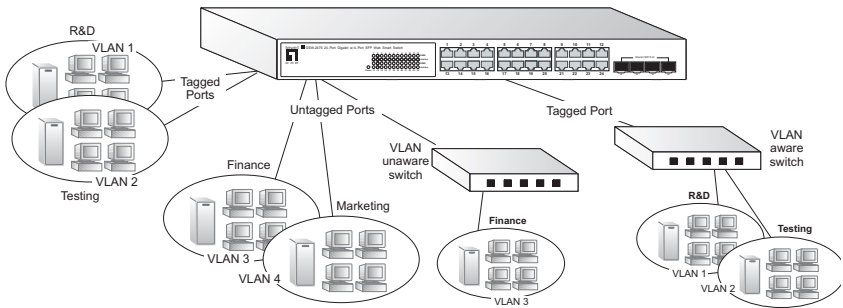 R&D
VLAN 1
Tagged
Ports
VLAN 2
Testing
1 2 3 4 5 6 7 8 9 10 11 12
13 14 15 16 17 18 19 20 21 22 23 24
Untagged Ports
Tagged Port
Finance
VLAN 3
Marketing
VLAN 4
VLAN
unaware
switch
Finance
VLAN 3
VLAN
aware
switch
R&D
VLAN 1
Testing
VLAN 2